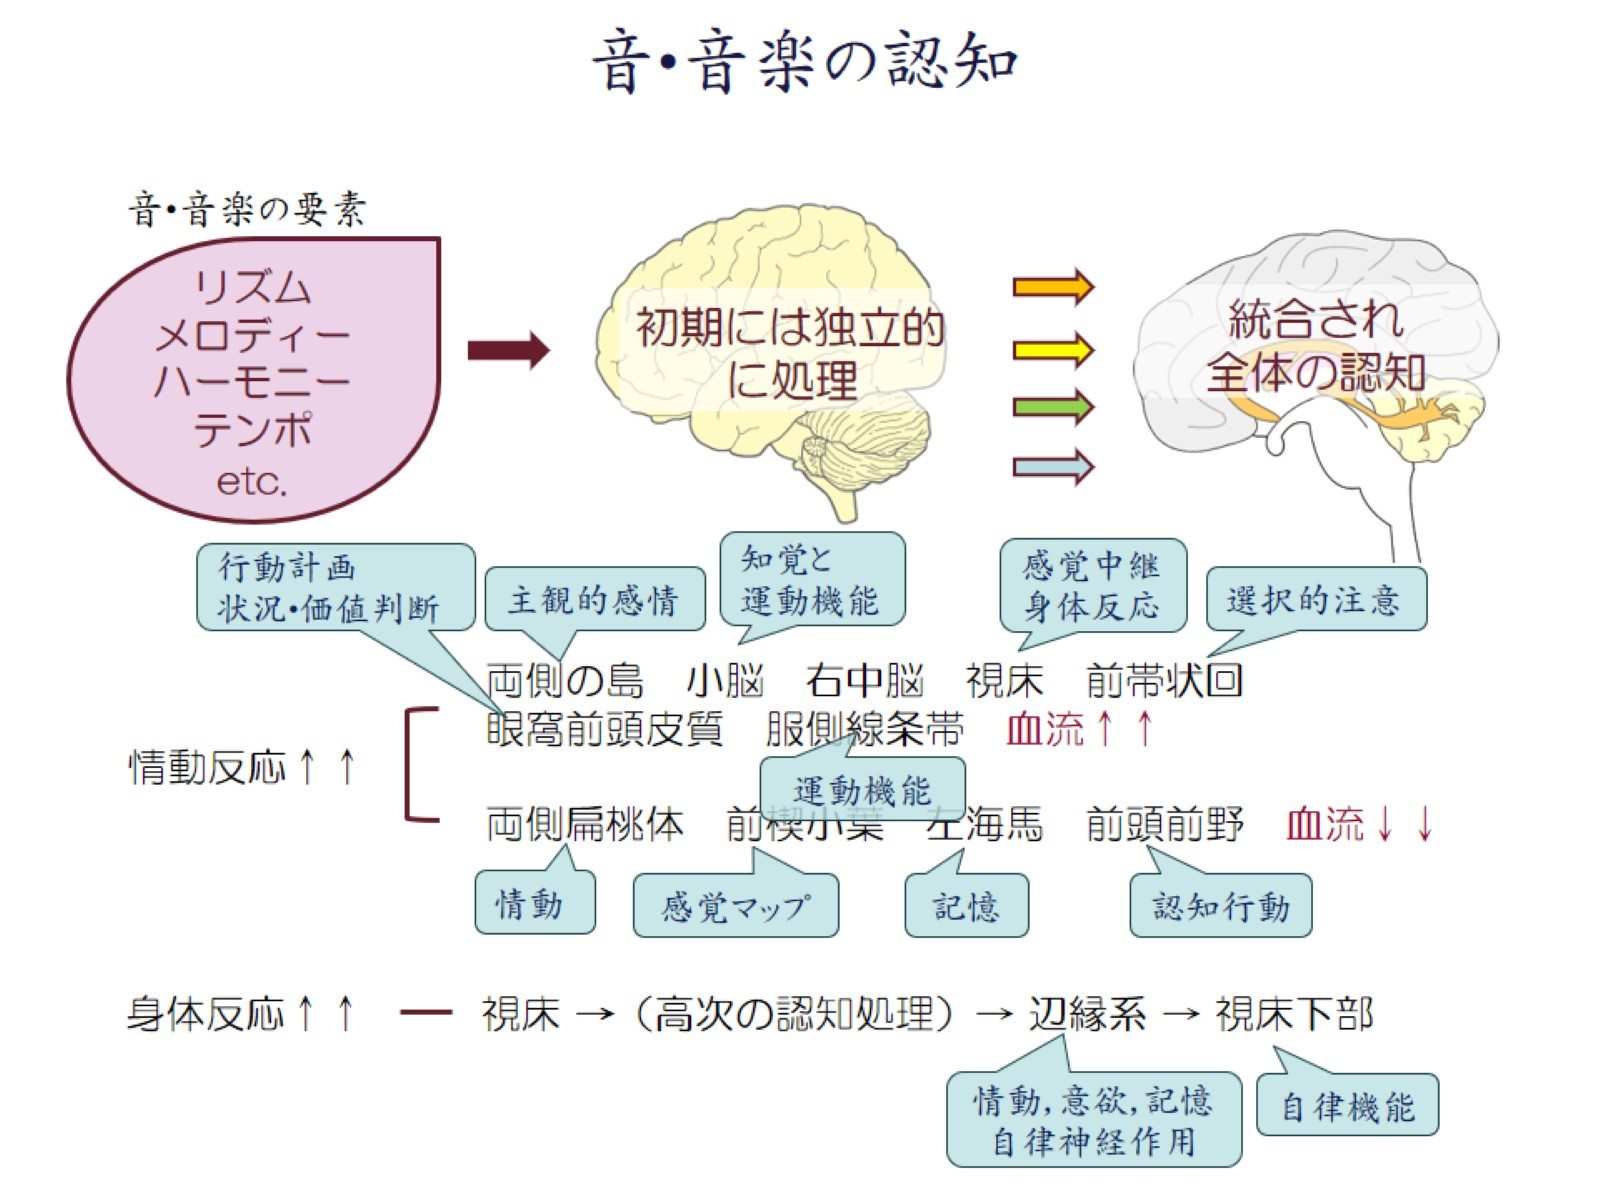 音・音楽の認知
音・音楽の要素
リズム
メロディー
ハーモニー
テンポ
etc.
初期には独立的
に処理
統合され
全体の認知
行動計画
状況・価値判断
主観的感情
知覚と
運動機能
感覚中継
身体反応
選択的注意
両側の島 小脳 右中脳 視床 前帯状回
眼窩前頭皮質 服側線条帯 血流↑↑
情動反応↑↑
運動機能
両側扁桃体 前楔小葉 左海馬 前頭前野 血流↓↓
情動
感覚マップ
記憶
認知行動
身体反応↑↑ ― 視床 →（高次の認知処理）→ 辺縁系 → 視床下部
情動,意欲,記憶
自律神経作用
自律機能